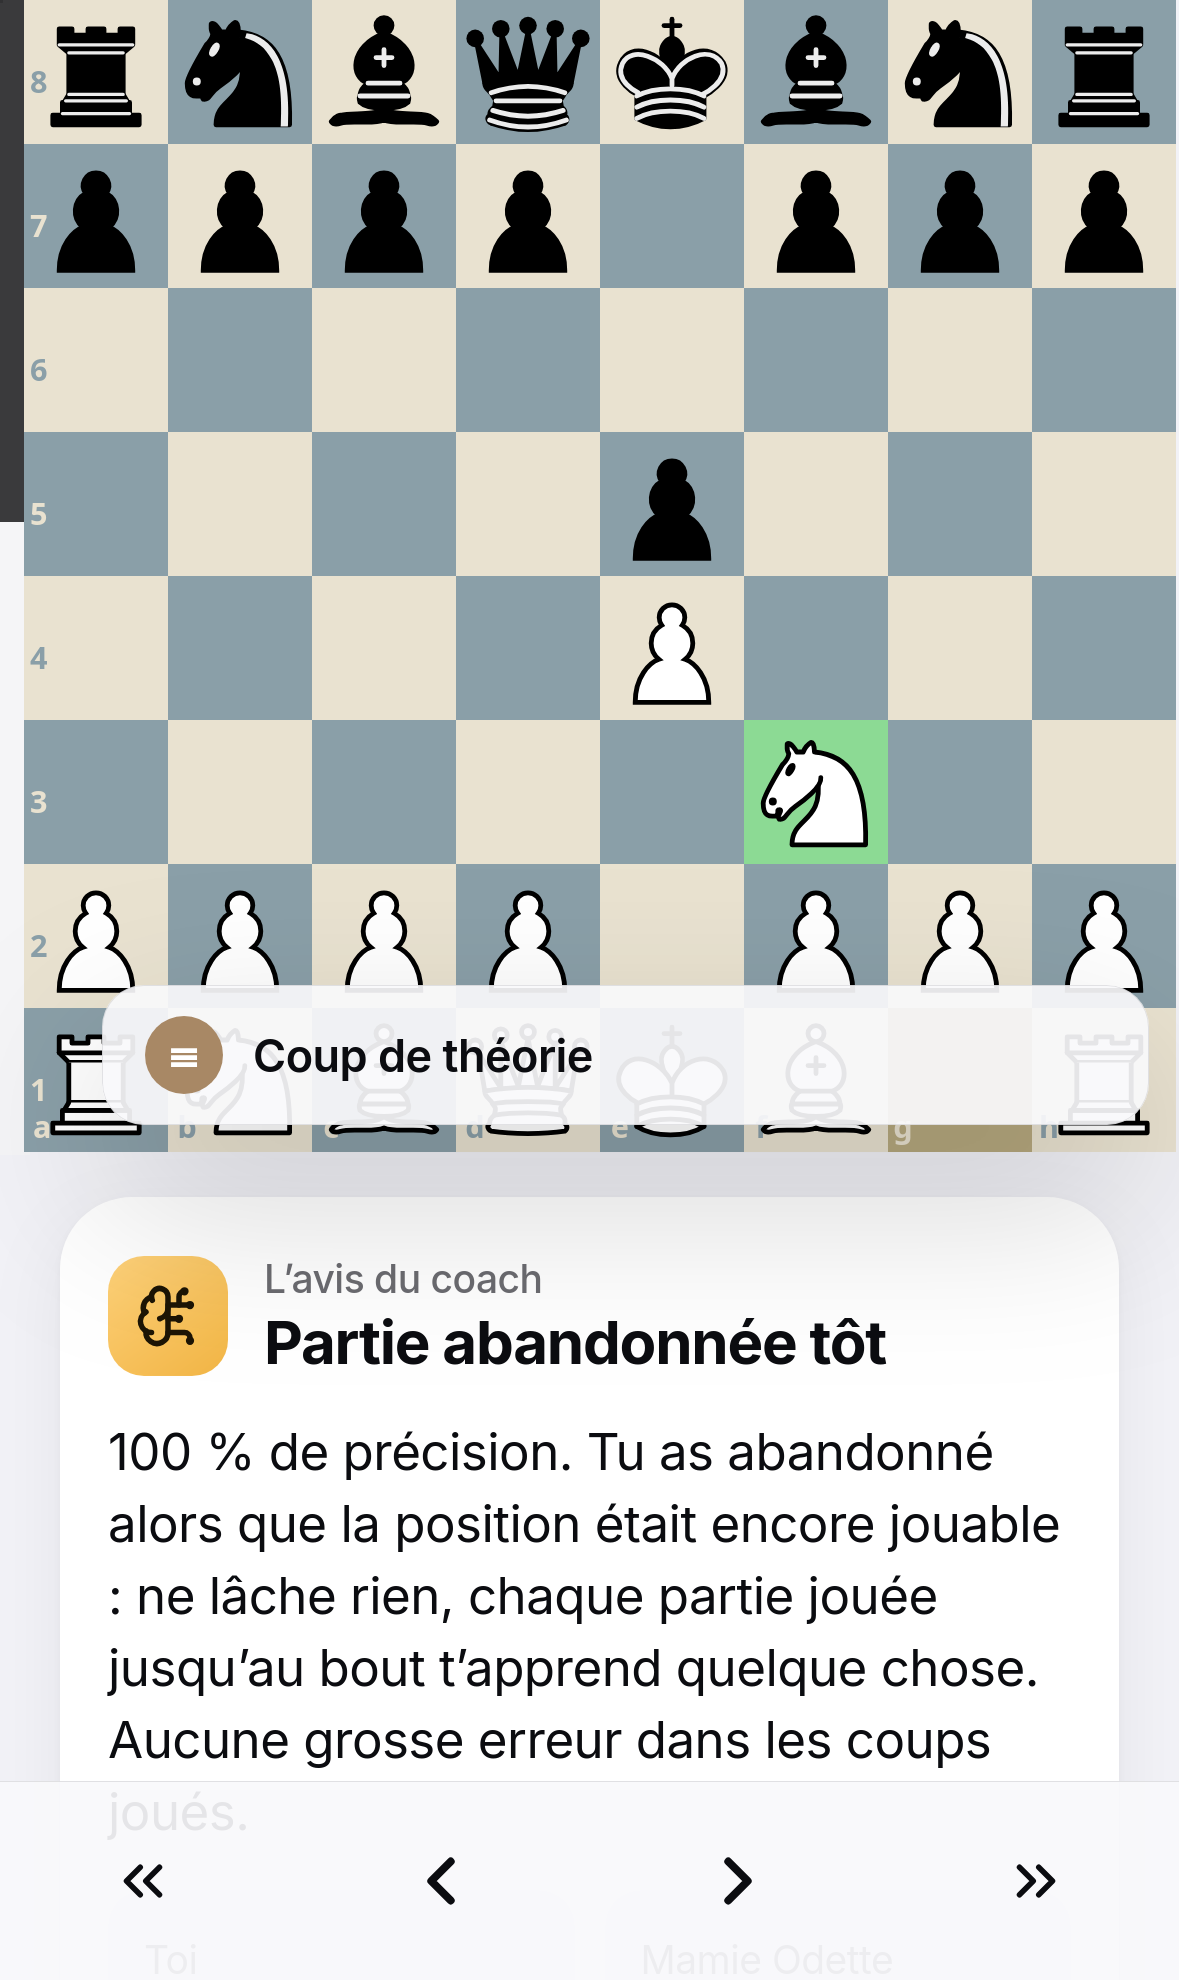 8
7
6
5
4
3
2
Coup de théorie
1
a b c d e f g h
L’avis du coach
Partie abandonnée tôt
100 % de précision. Tu as abandonné
alors que la position était encore jouable
: ne lâche rien, chaque partie jouée
jusqu’au bout t’apprend quelque chose.
Aucune grosse erreur dans les coups
joués.
Toi Mamie Odette